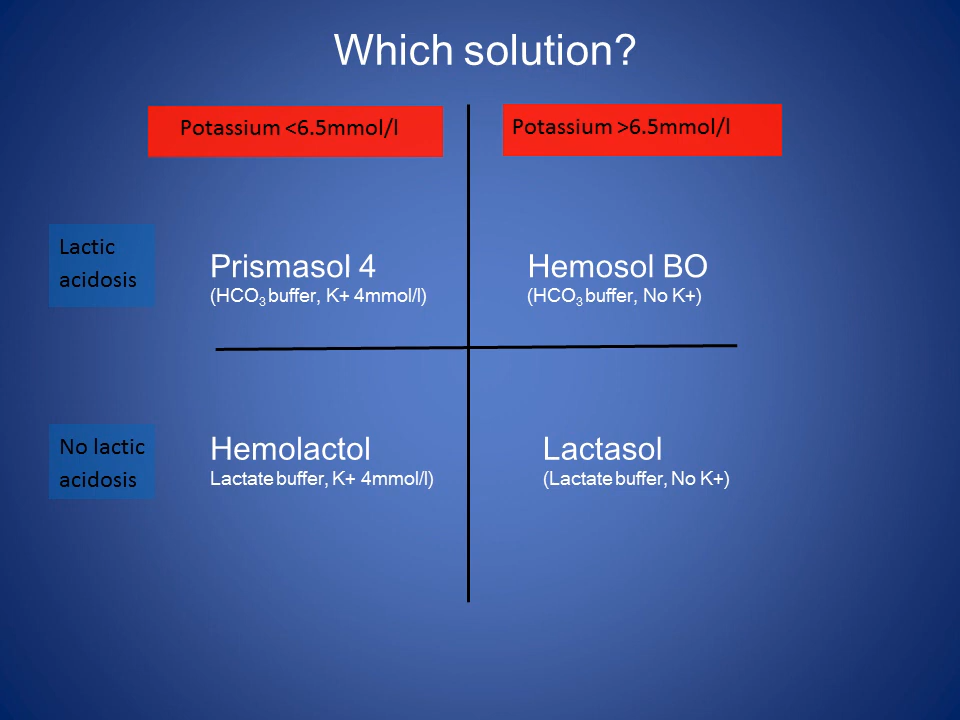 Which solution?
Potassium <6.5mmol/l
Potassium >6.5mmol/l
Lactic
acidosis
Prismasol 4
(HCO₃ buffer, K+ 4mmol/l)
Hemosol BO
(HCO₃ buffer, No K+)
No lactic
acidosis
Hemolactol
Lactate buffer, K+ 4mmol/l)
Lactasol
(Lactate buffer, No K+)